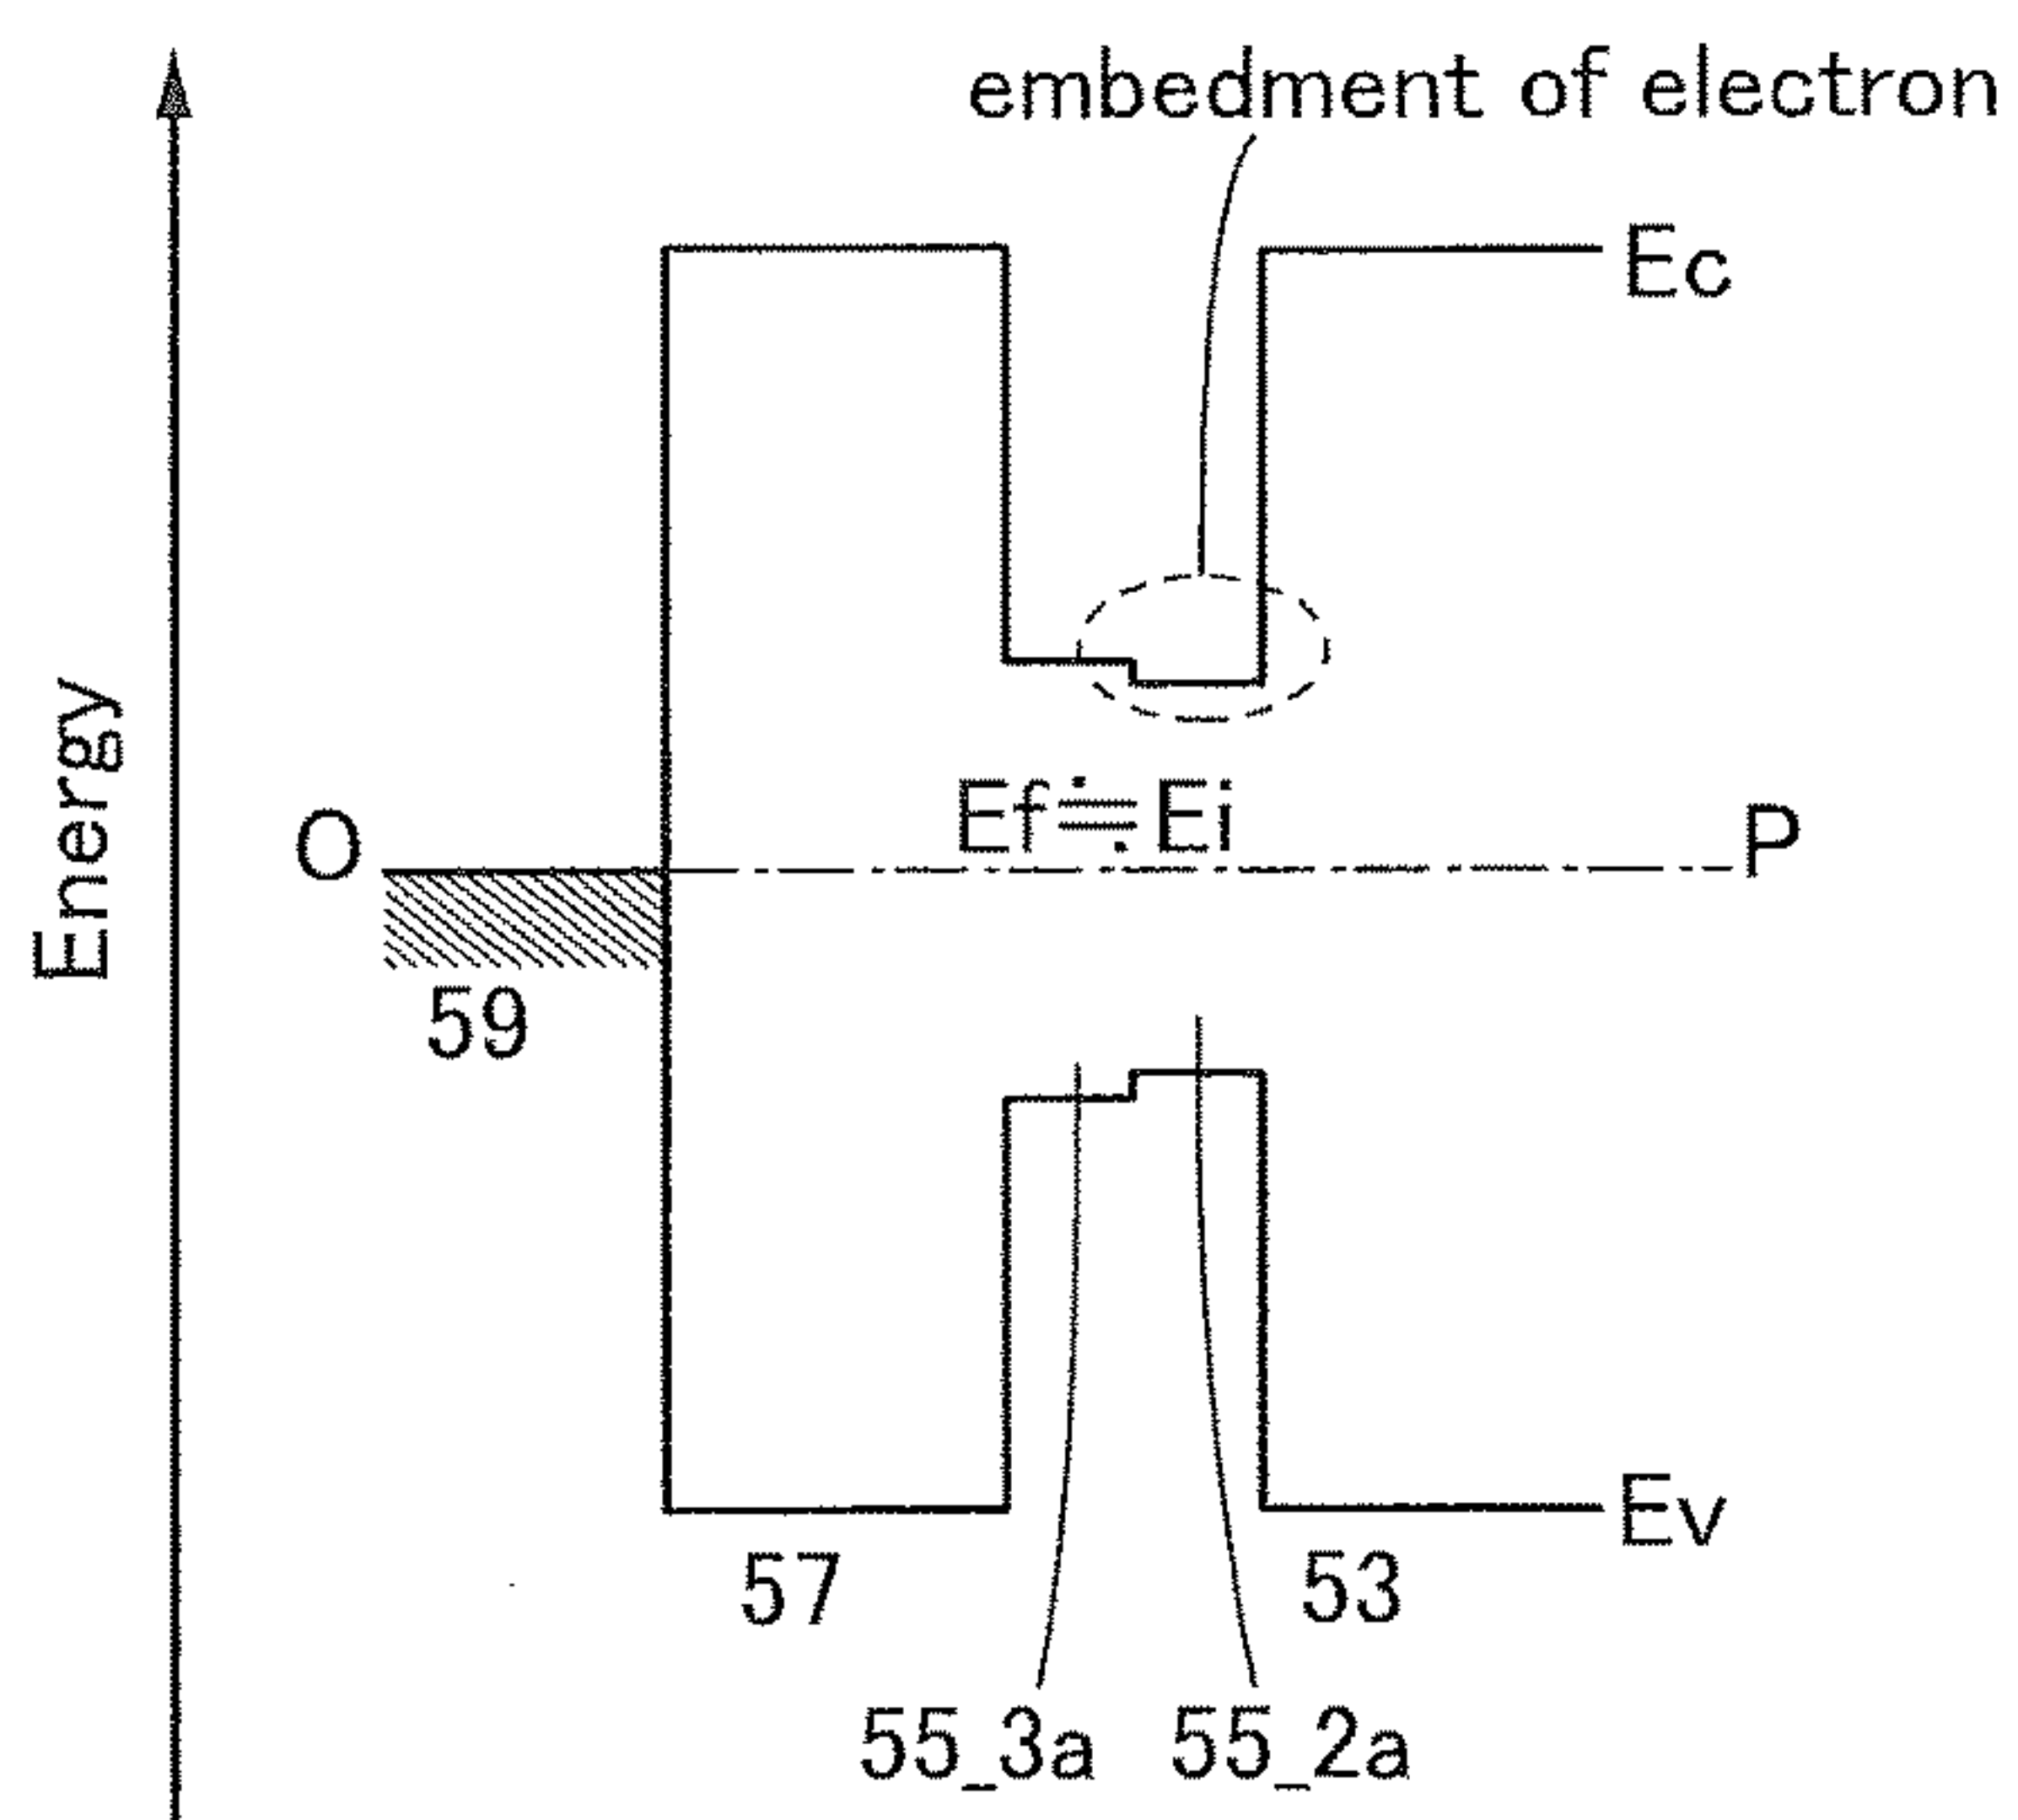 embedment of electron
Ec
Energy
Ef≒Ei
O
P
59
Ev
57
53
55_3a
55_2a